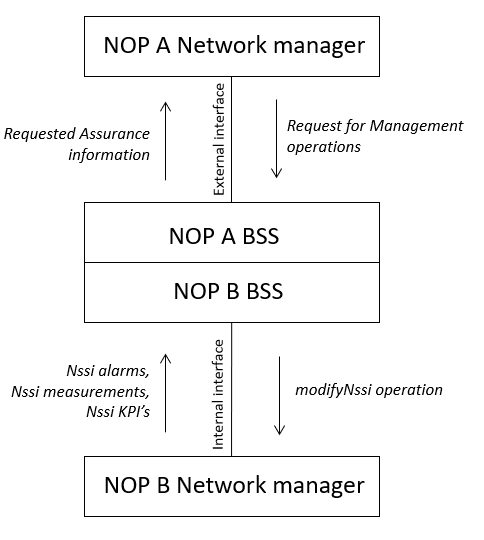 NOP A Network manager
Requested Assurance
information
External interface
Request for Management
operations
NOP A BSS
NOP B BSS
Nssi alarms,
Nssi measurements,
Nssi KPI’s
Internal interface
modifyNssi operation
NOP B Network manager